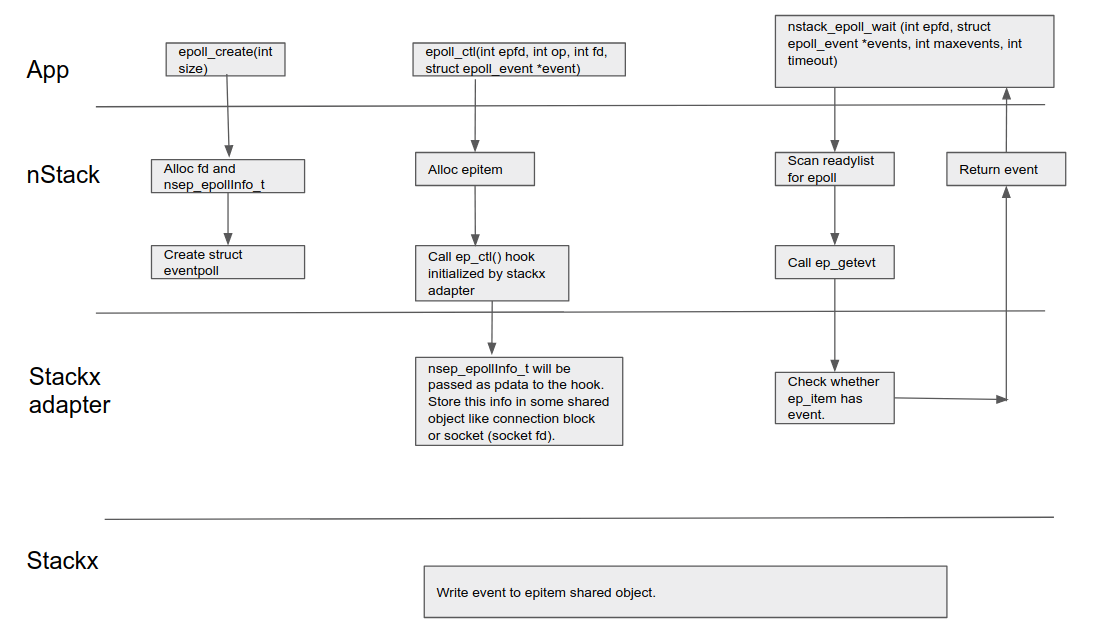 App
epoll_create(int
size)
epoll_ctl(int epfd, int op, int fd,
struct epoll_event *event)
nstack_epoll_wait (int epfd, struct
epoll_event *events, int maxevents, int
timeout)
nStack
Alloc fd and
nsep_epollInfo_t
Alloc epitem
Scan readylist
for epoll
Return event
Create struct
eventpoll
Call ep_ctl() hook
initialized by stackx
adapter
Call ep_getevt
Stackx
adapter
nsep_epollInfo_t will be
passed as pdata to the hook.
Store this info in some shared
object like connection block
or socket (socket fd).
Check whether
ep_item has
event.
Stackx
Write event to epitem shared object.